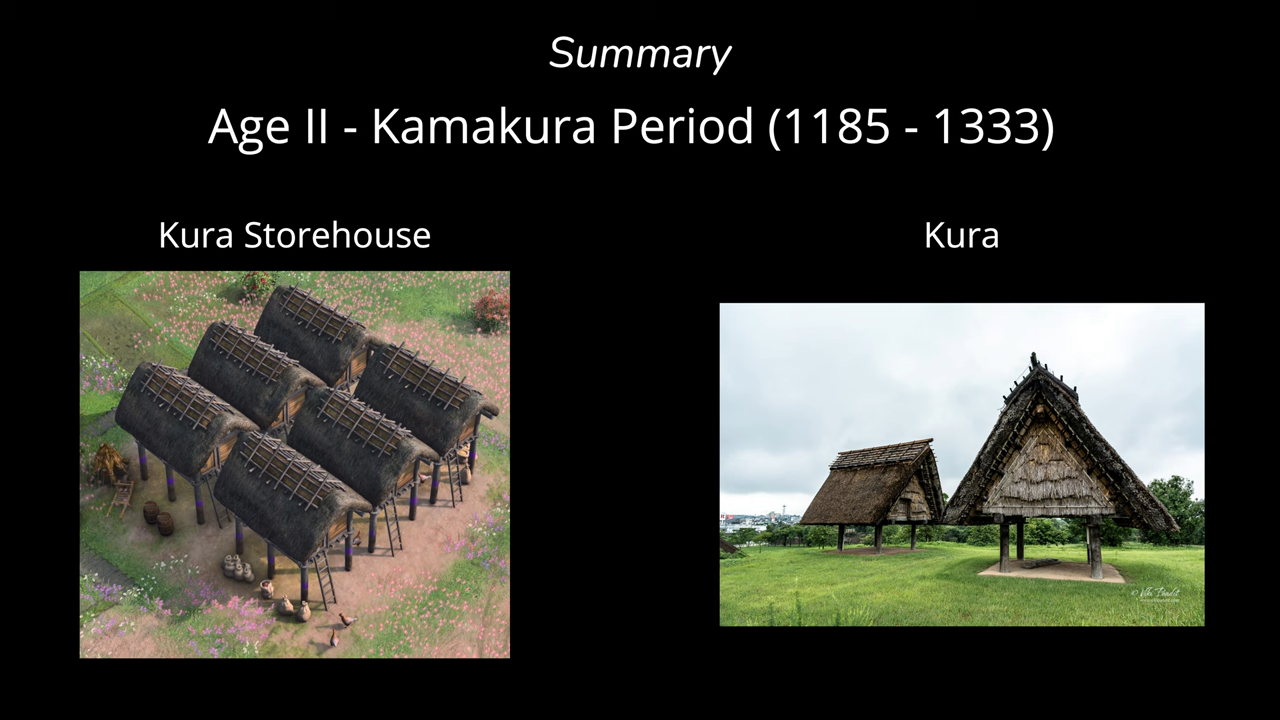 Summary
Age II - Kamakura Period (1185 - 1333)
Kura Storehouse
Kura